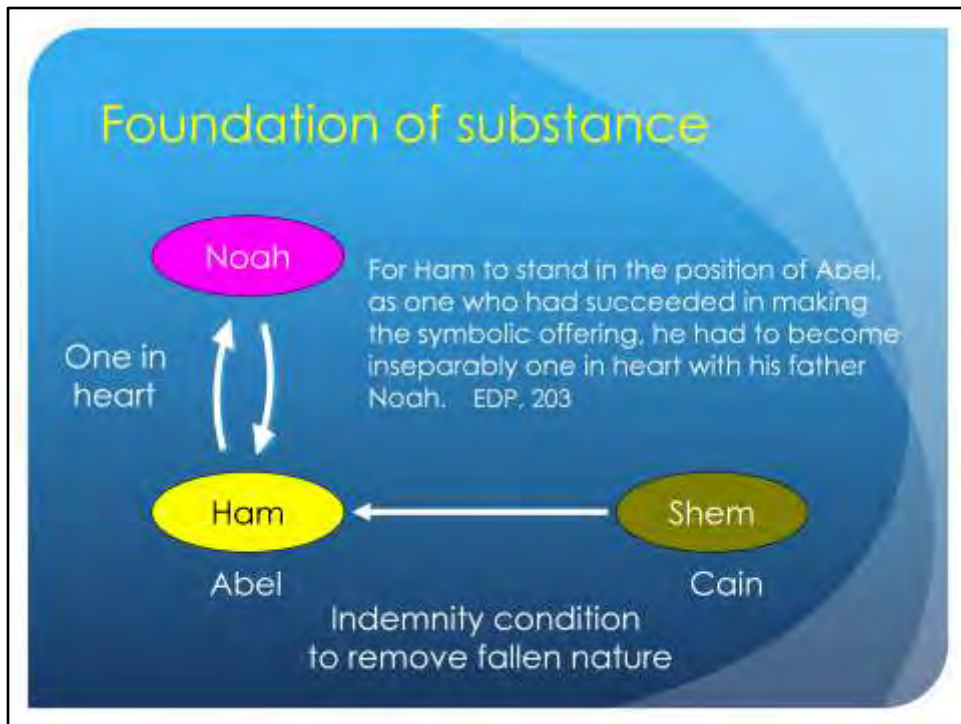 Foundation of substance
Noah
For Ham to stand in the position of Abel,
as one who had succeeded in making
the symbolic offering, he had to become
inseparably one in heart with his father
Noah. EDP, 203
One in
heart
Ham
Shem
Abel
Cain
Indemnity condition
to remove fallen nature